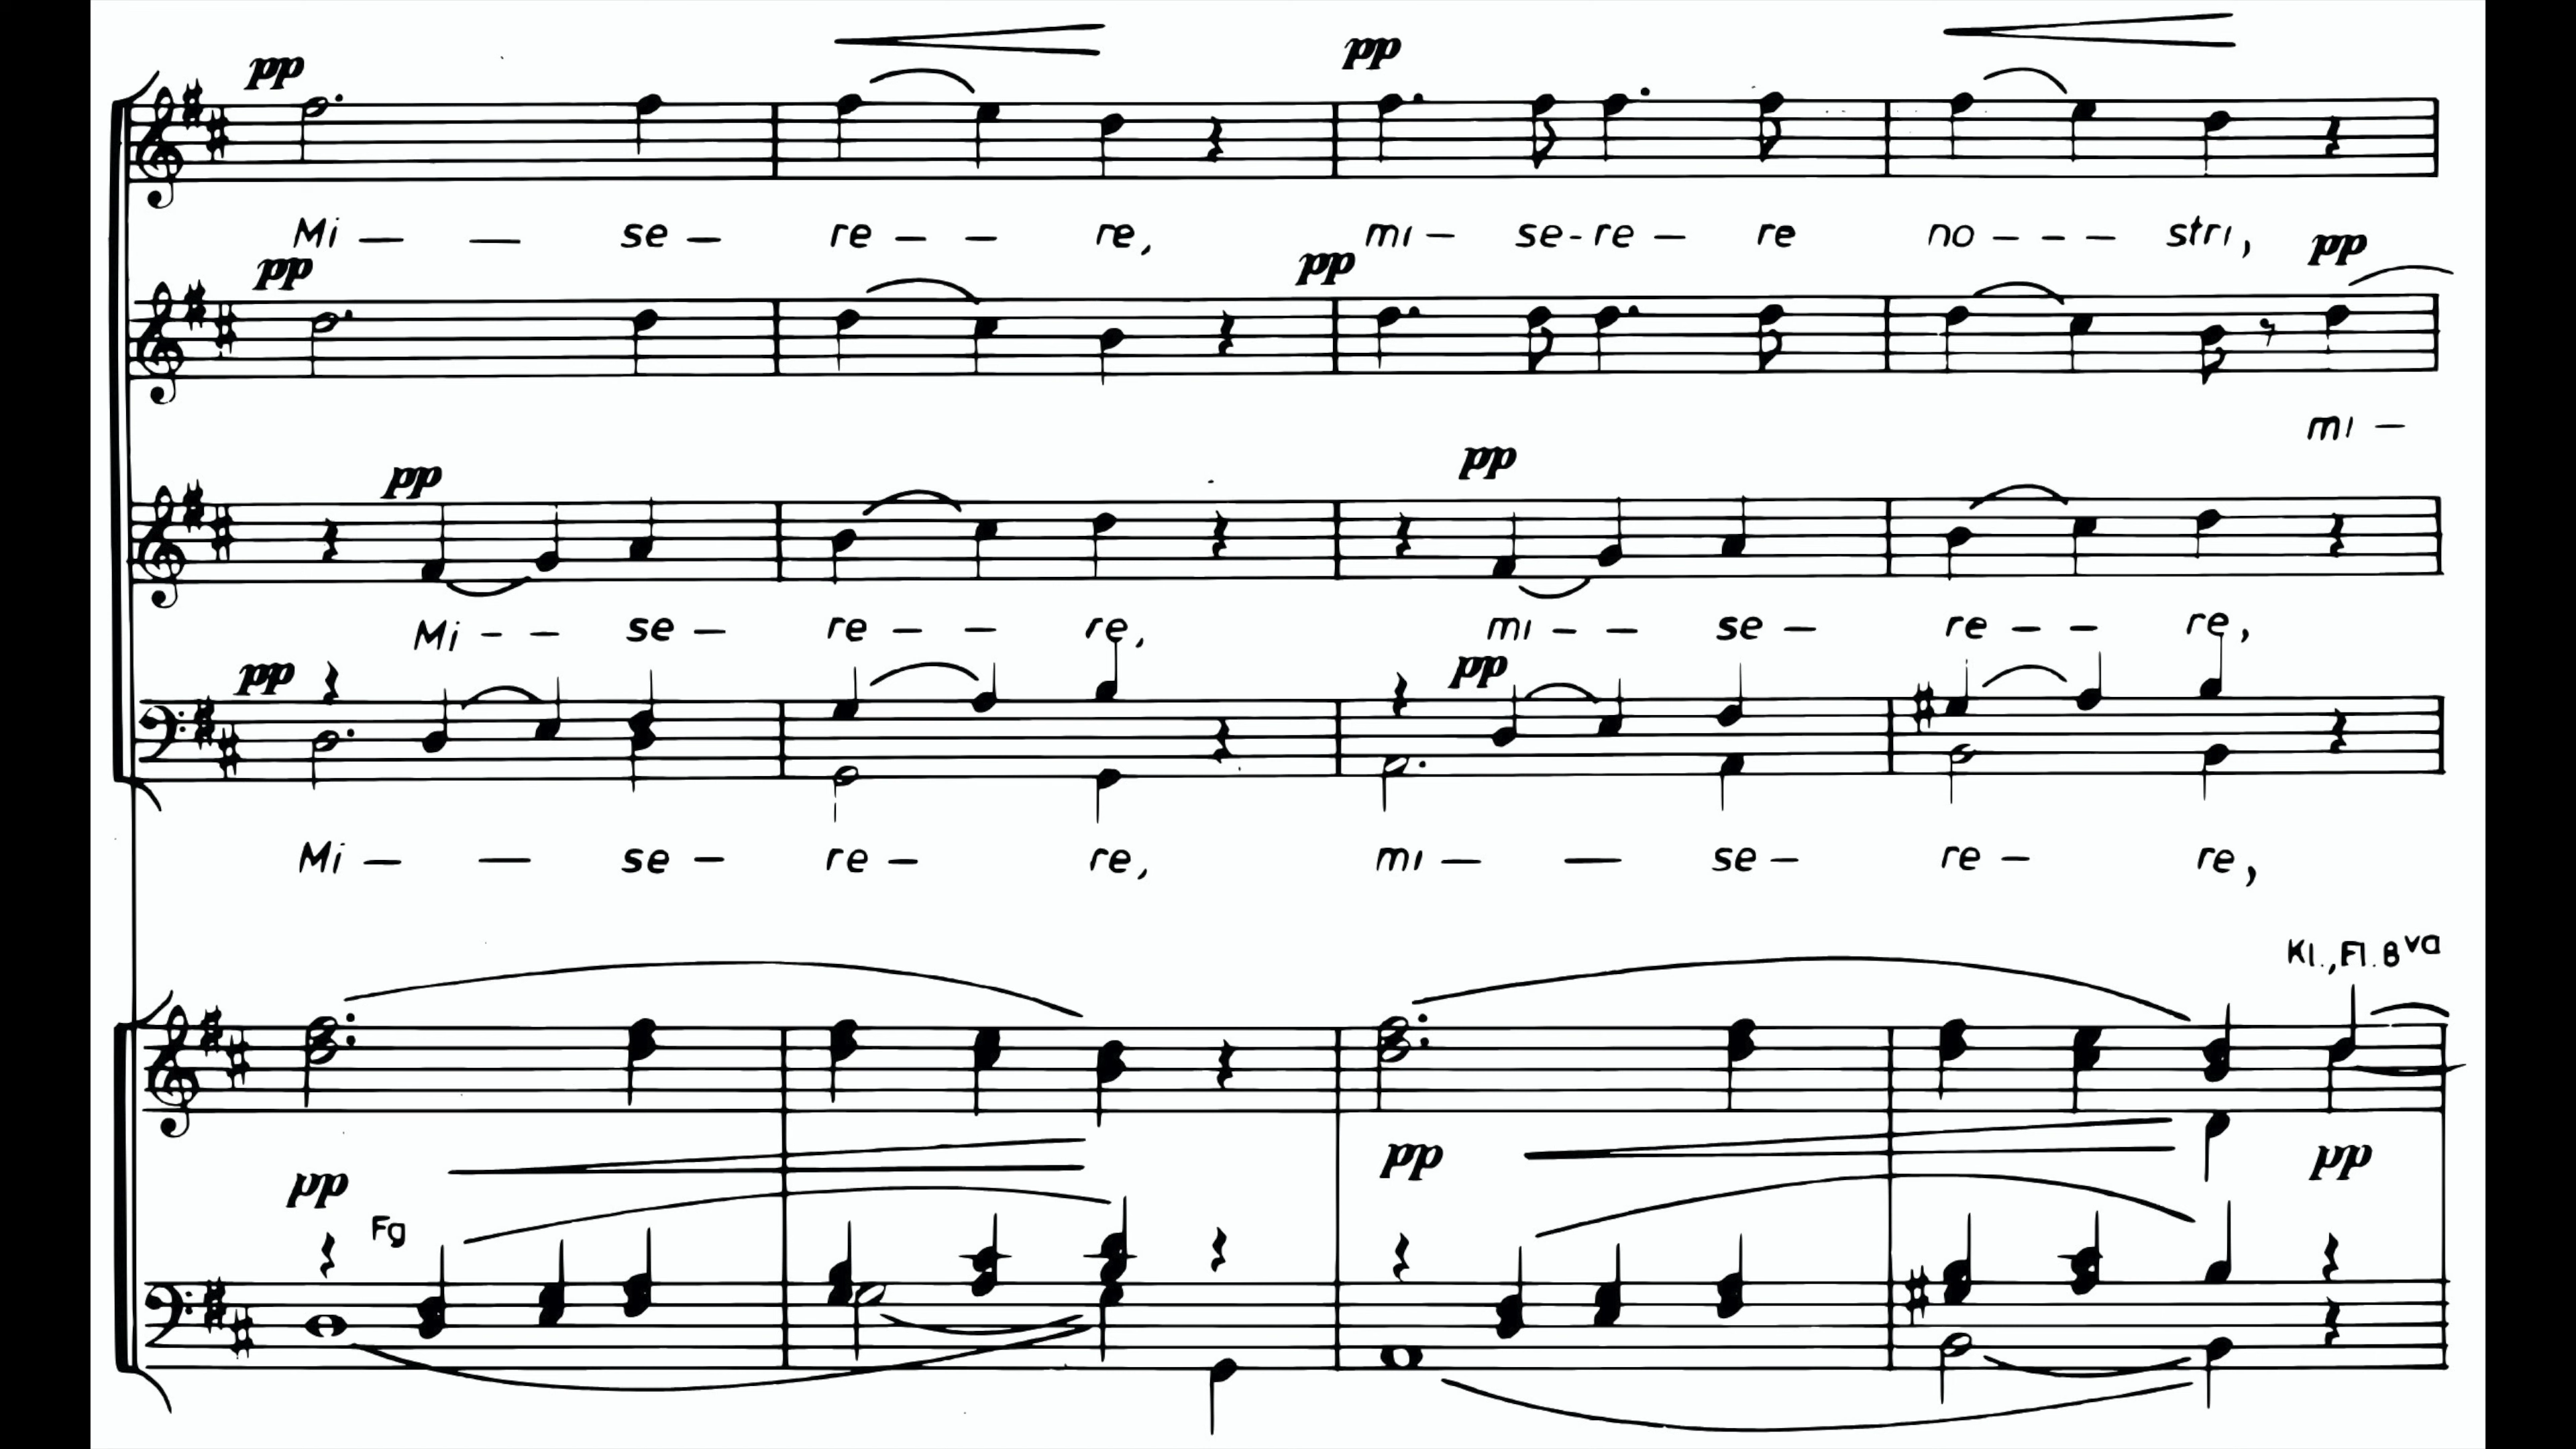 pp pp
Mi — — se — re - - re, mi — se - re — re no - - - stri, pp
pp pp
mi —
pp pp
Mi - - se — re — — re, mi - - se — re — — re,
pp pp
Mi — — se — re — re, mi — — se — re — re,
Kl., Fl. 8va
pp pp pp
Fg